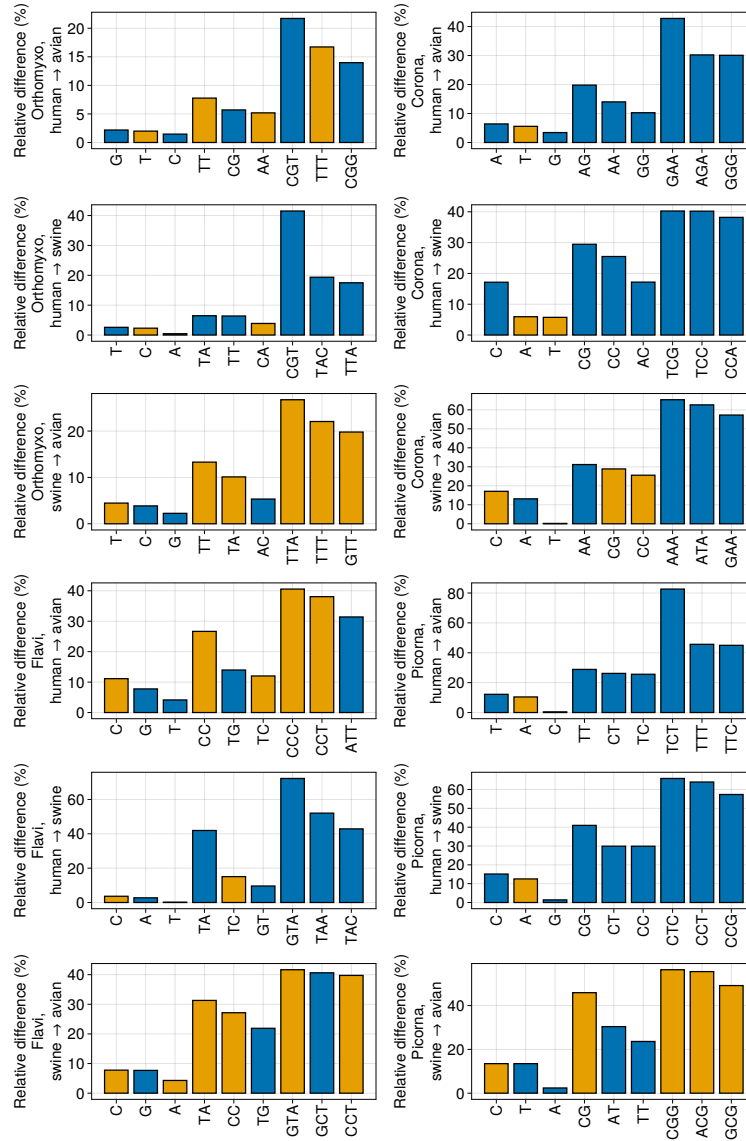 Relative difference (%)
Orthomyxo,
human → avian
20
15
10
5
0
G T C TT CG AA CGT TTT CGG
Relative difference (%)
Corona,
human → avian
40
30
20
10
0
A T G AG AA GG GAA AGA GGG
Relative difference (%)
Orthomyxo,
human → swine
40
30
20
10
0
T C A TA TT CA CGT TAC TTA
Relative difference (%)
Corona,
human → swine
40
30
20
10
0
C A T CG CC AC TCG TCC CCA
Relative difference (%)
Orthomyxo,
swine → avian
20
10
0
T C G TT TA AC TTA TTT GTT
Relative difference (%)
Corona,
swine → avian
60
50
40
30
20
10
0
C A T AA CG CC AAA ATA GAA
Relative difference (%)
Flavi,
human → avian
40
30
20
10
0
C G T CC TG TC CCC CCT ATT
Relative difference (%)
Picorna,
human → avian
80
60
40
20
0
T A C TT CT TC TCT TTT TTC
Relative difference (%)
Flavi,
human → swine
60
40
20
0
C A T TA TC GT GTA TAA TAC
Relative difference (%)
Picorna,
human → swine
60
50
40
30
20
10
0
C A G CG CT CC CTC CCT CCG
Relative difference (%)
Flavi,
swine → avian
40
30
20
10
0
C G A TA CC TG GTA GCT CCT
Relative difference (%)
Picorna,
swine → avian
40
20
0
C T A CG AT TT CGG ACG GCG